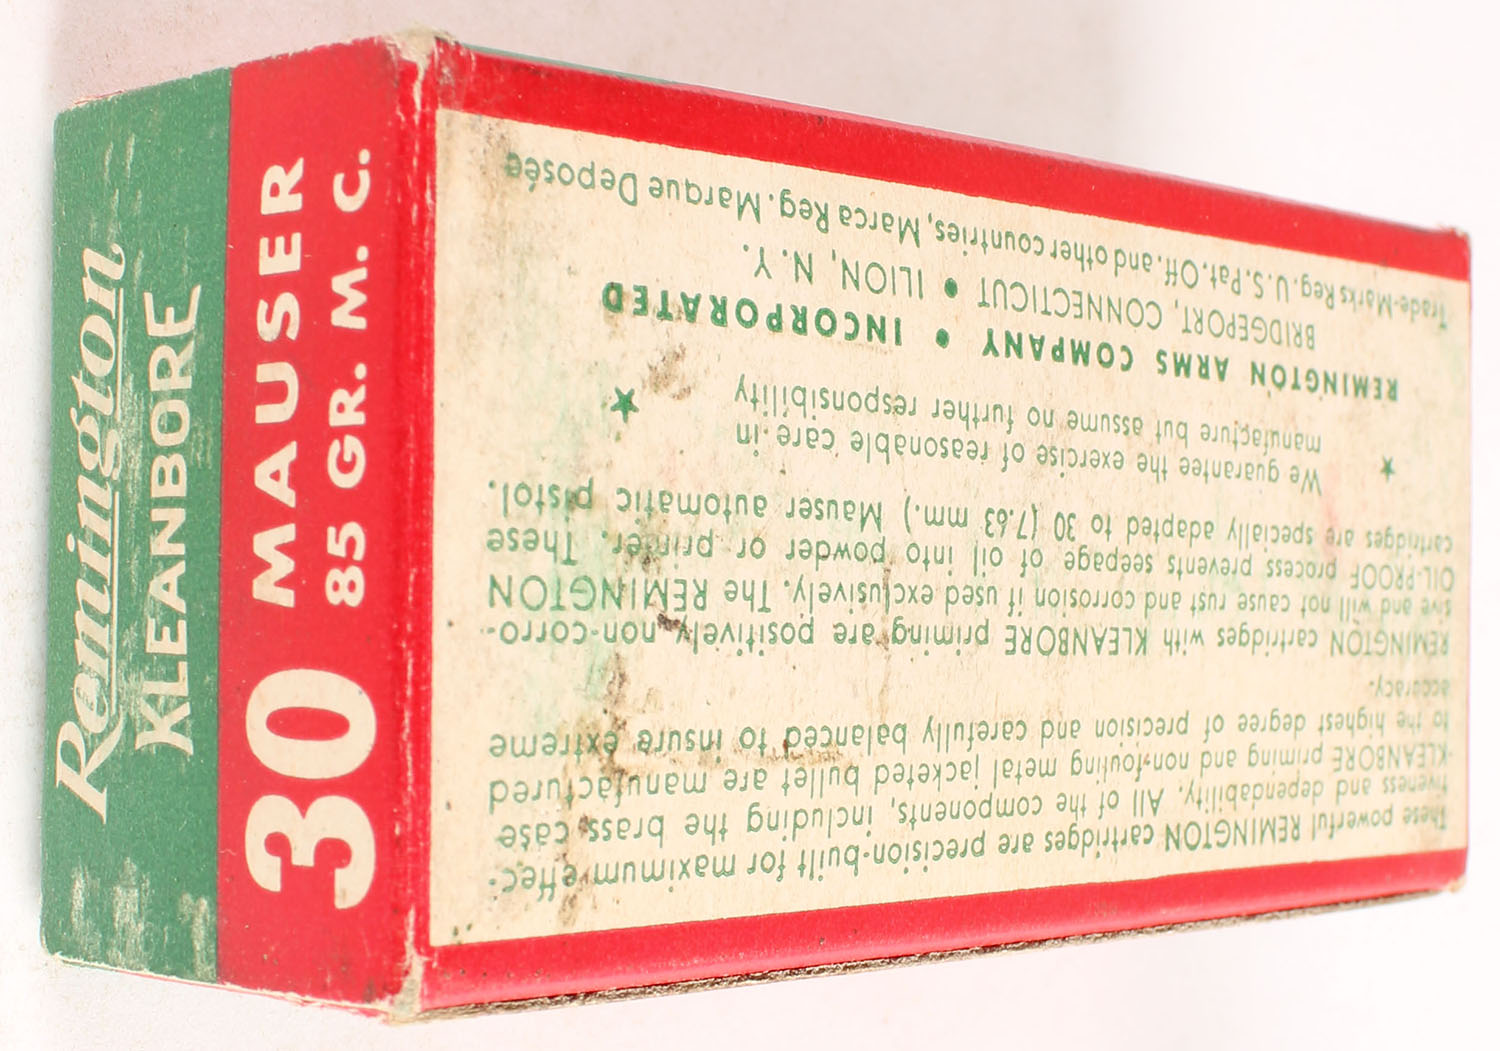 Remington
KLEANBORE
30 MAUSER
85 GR. M. C.
These powerful REMINGTON cartridges are precision-built for maximum effec-
tiveness and dependability. All of the components, including the brass case
KLEANBORE priming and non-fouling metal jacketed bullet are manufactured
to the highest degree of precision and carefully balanced to insure extreme
accuracy.
REMINGTON cartridges with KLEANBORE priming are positively non-corro-
sive and will not cause rust and corrosion if used exclusively. The REMINGTON
OIL-PROOF process prevents seepage of oil into powder or primer. These
cartridges are specially adapted to 30 (7.63 mm.) Mauser automatic pistol.
We guarantee the exercise of reasonable care in
manufacture but assume no further responsibility
REMINGTON ARMS COMPANY • INCORPORATED
BRIDGEPORT, CONNECTICUT • ILION, N. Y.
Trade-Marks Reg. U. S. Pat. Off. and other countries, Marca Reg. Marque Deposée